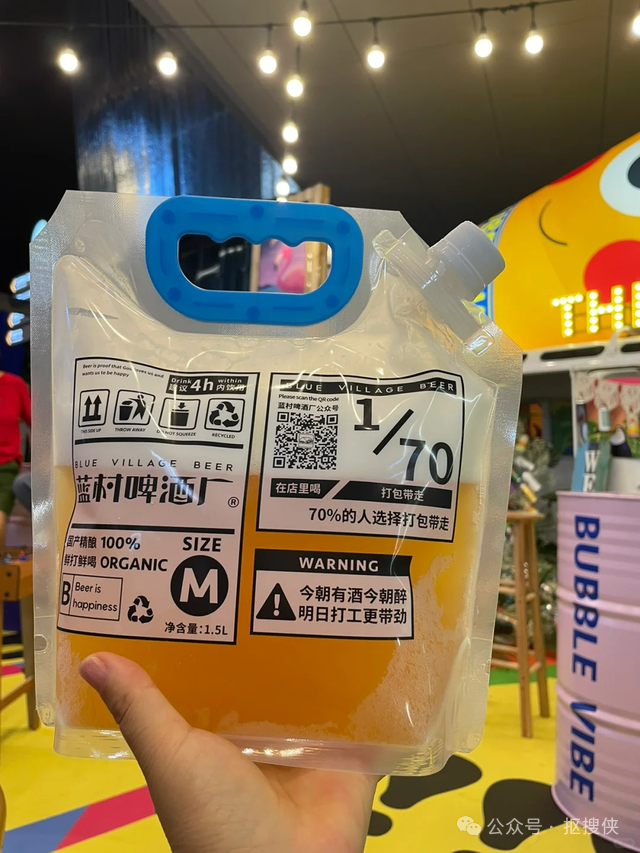 Beer is proof that God loves us and
wants us to be happy
Drink within
建议 4h 内饮用
THIS SIDE UP
THROW AWAY
DO NOT SQUEEZE
RECYCLED
BLUE VILLAGE BEER
蓝村啤酒厂®
国产精酿 100%
鲜打鲜喝 ORGANIC
SIZE
M
Beer is
happiness
净含量:1.5L
BLUE VILLAGE BEER
Please scan the QR code
蓝村啤酒厂公众号
1/70
在店里喝
打包带走
70%的人选择打包带走
WARNING
今朝有酒今朝醉
明日打工更带劲
THE
WE
BUBBLE VIBE
公众号·抠搜侠